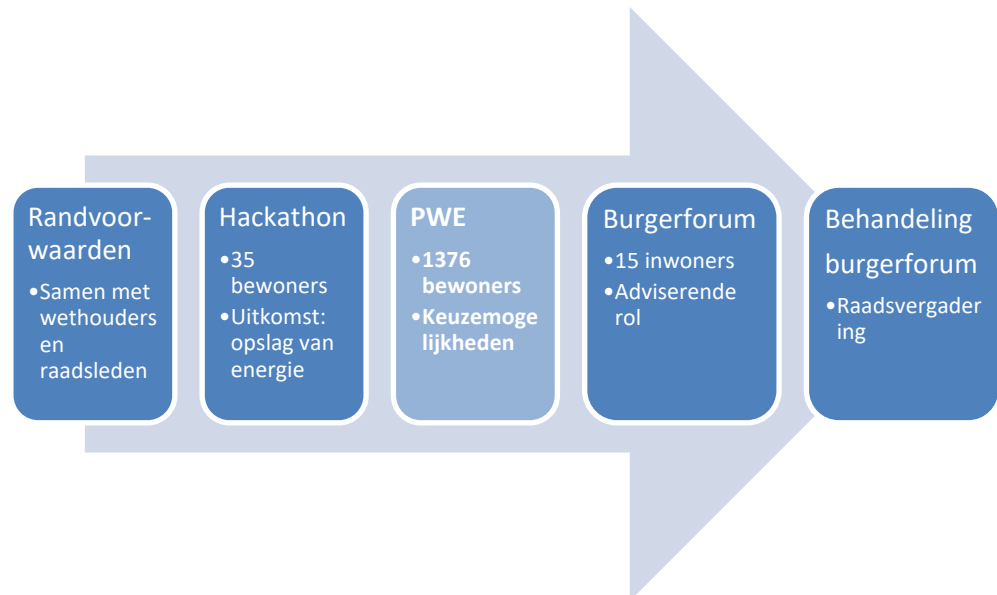 Randvoor-
waarden
•Samen met
wethouders
en
raadsleden
Hackathon
•35
bewoners
•Uitkomst:
opslag van
energie
PWE
•1376
bewoners
•Keuzemoge
lijkheden
Burgerforum
•15 inwoners
•Adviserende
rol
Behandeling
burgerforum
•Raadsvergader
ing